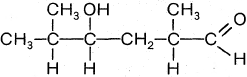 CH₃ OH CH₃ O
CH₃-C-C-CH₂-C-C
H H H H